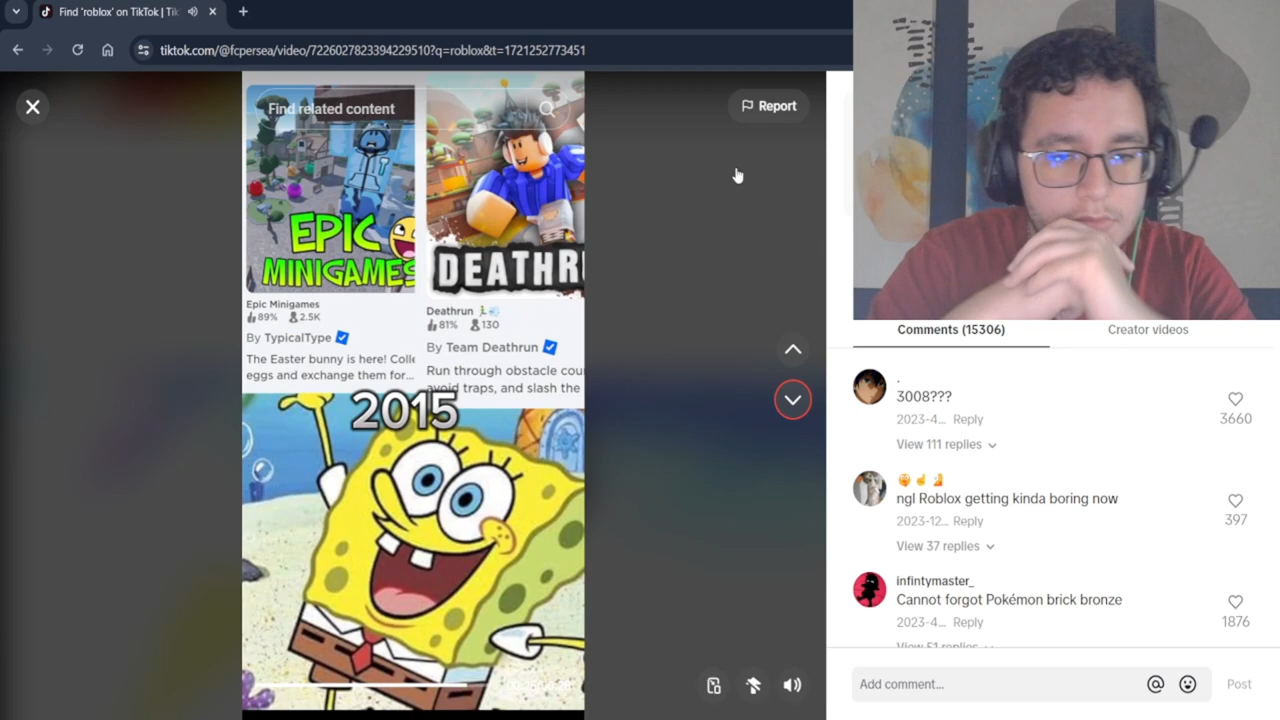 Find 'roblox' on TikTok | Tik
tiktok.com/@fcpersea/video/7226027823394229510?q=roblox&t=1721252773451
Find related content
Report
EPIC
MINIGAMES
DEATHR
Epic Minigames
89% 2.5K
By TypicalType
The Easter bunny is here! Colle
eggs and exchange them for...
Deathrun
81% 130
By Team Deathrun
Run through obstacle cou
avoid traps, and slash the
2015
Comments (15306)
Creator videos
.
3008???
2023-4... Reply
3660
View 111 replies
ngl Roblox getting kinda boring now
2023-12... Reply
397
View 37 replies
infintymaster_
Cannot forgot Pokémon brick bronze
2023-4... Reply
1876
View 51 replies
Add comment...
Post